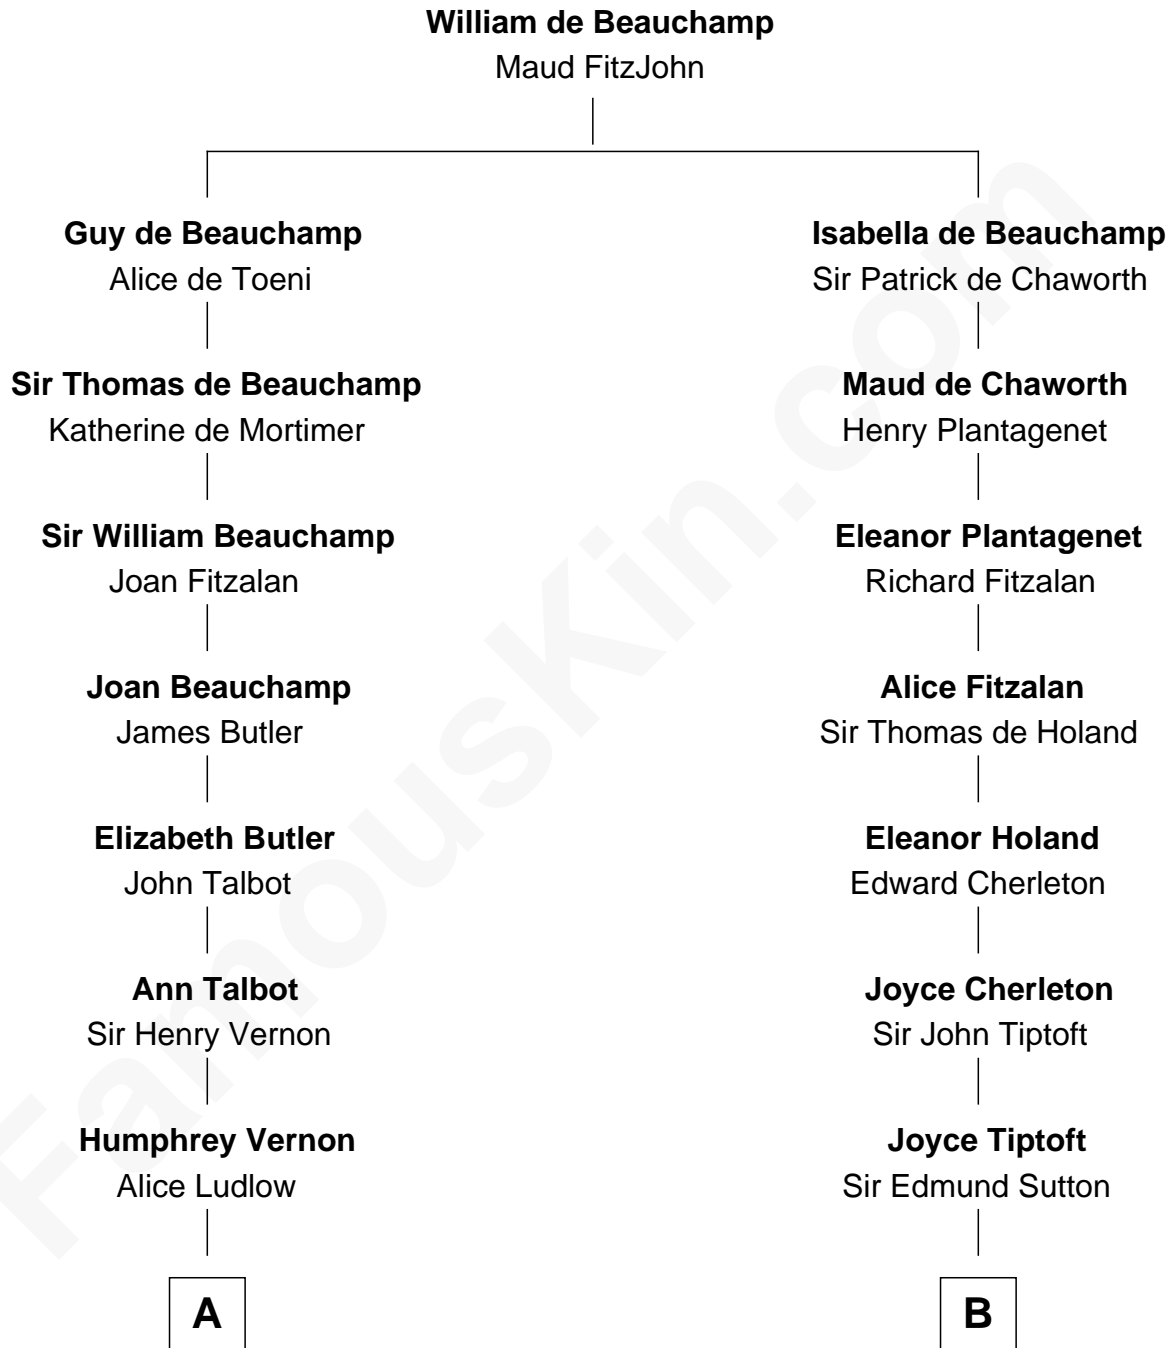 William de Beauchamp
Maud FitzJohn
Guy de Beauchamp
Alice de Toeni
Sir Thomas de Beauchamp
Katherine de Mortimer
Sir William Beauchamp
Joan Fitzalan
Joan Beauchamp
James Butler
Elizabeth Butler
John Talbot
Ann Talbot
Sir Henry Vernon
Humphrey Vernon
Alice Ludlow
A
Isabella de Beauchamp
Sir Patrick de Chaworth
Maud de Chaworth
Henry Plantagenet
Eleanor Plantagenet
Richard Fitzalan
Alice Fitzalan
Sir Thomas de Holand
Eleanor Holand
Edward Cherleton
Joyce Cherleton
Sir John Tiptoft
Joyce Tiptoft
Sir Edmund Sutton
B
FamousKin.com